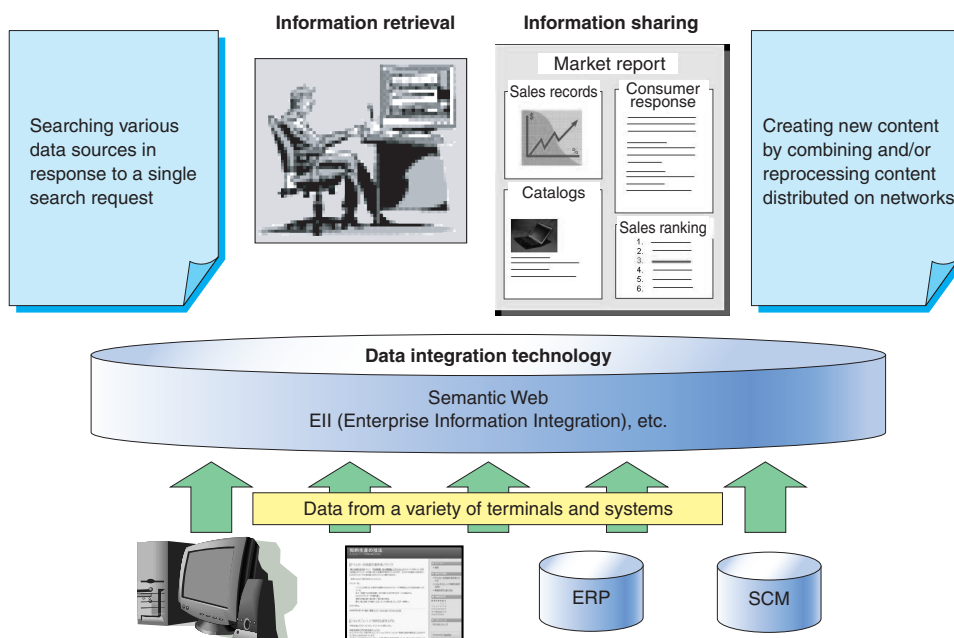 Information retrieval
Information sharing
Searching various
data sources in
response to a single
search request
Market report
Sales records
$
%
Consumer
response
Catalogs
Sales ranking
1.
2.
3.
4.
5.
6.
Creating new content
by combining and/or
reprocessing content
distributed on networks
Data integration technology
Semantic Web
EII (Enterprise Information Integration), etc.
Data from a variety of terminals and systems
ERP
SCM